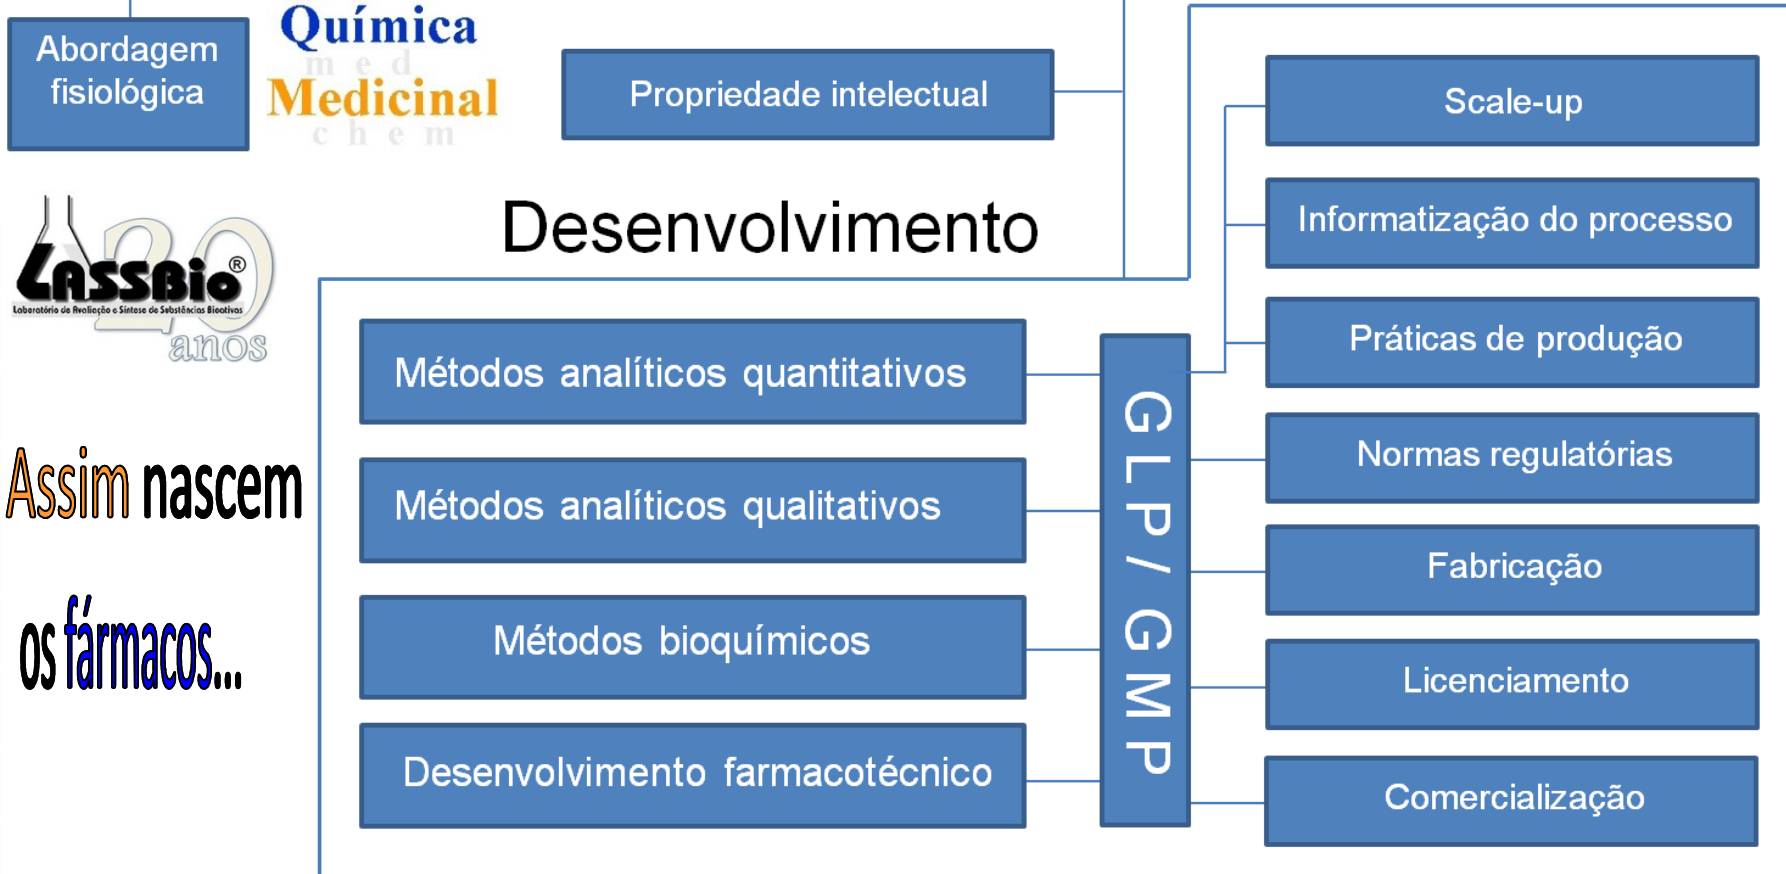 Abordagem
fisiológica
Química
med
Medicinal
chem
Propriedade intelectual
Scale-up
Informatização do processo
Práticas de produção
Normas regulatórias
Fabricação
Licenciamento
Comercialização
Desenvolvimento
LASSBio®
Laboratório de Avaliação e Síntese de Substâncias Bioativas
20
anos
Métodos analíticos quantitativos
Métodos analíticos qualitativos
Métodos bioquímicos
Desenvolvimento farmacotécnico
GLP/GMP
Assim nascem
os fármacos...